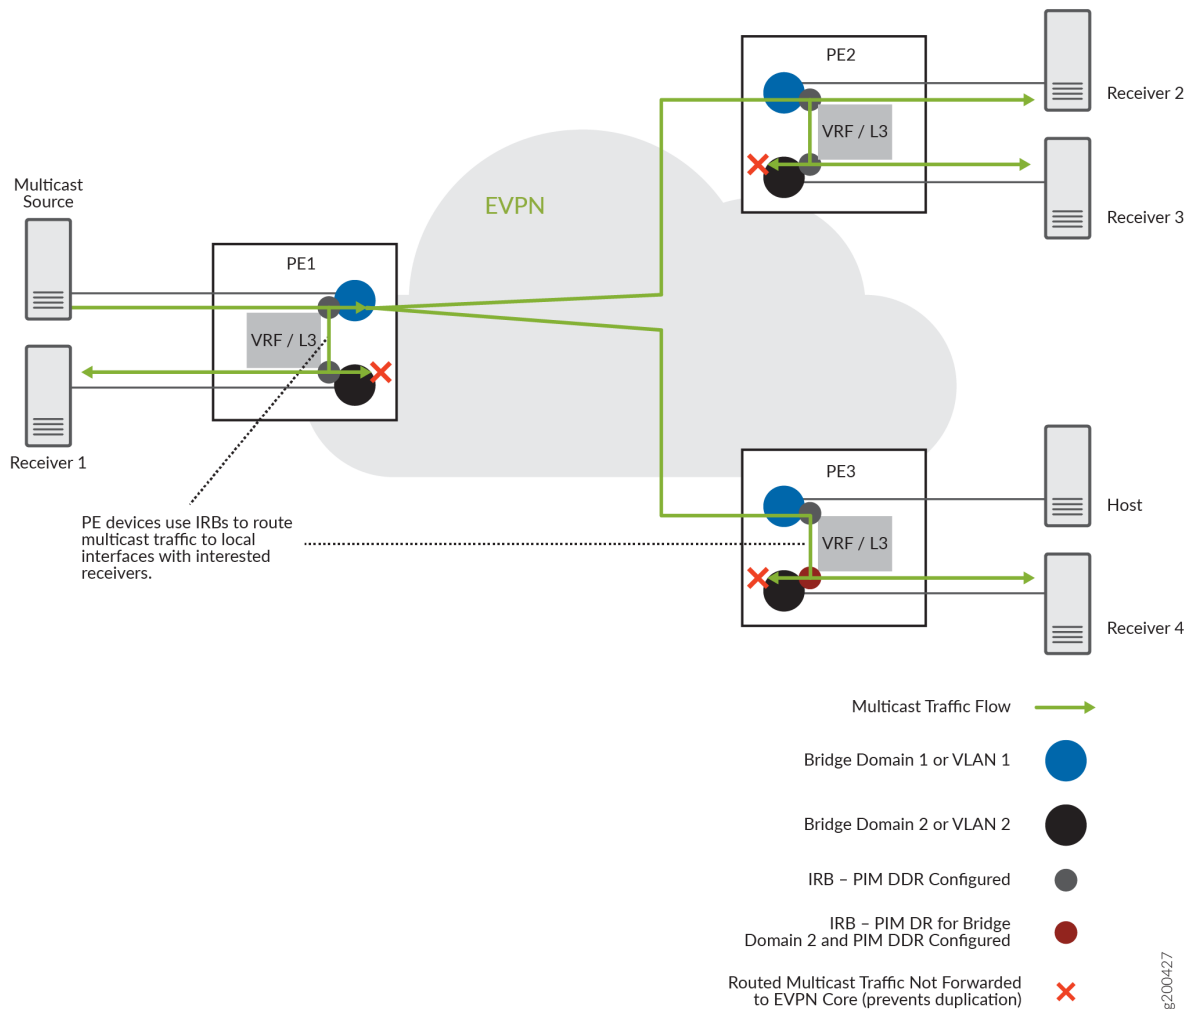 PE2
Receiver 2
VRF / L3
Multicast
Source
EVPN
Receiver 3
PE1
VRF / L3
Receiver 1
PE3
Host
PE devices use IRBs to route
multicast traffic to local
interfaces with interested
receivers.
VRF / L3
Receiver 4
Multicast Traffic Flow
Bridge Domain 1 or VLAN 1
Bridge Domain 2 or VLAN 2
IRB – PIM DDR Configured
IRB – PIM DR for Bridge
Domain 2 and PIM DDR Configured
Routed Multicast Traffic Not Forwarded
to EVPN Core (prevents duplication)
g200427